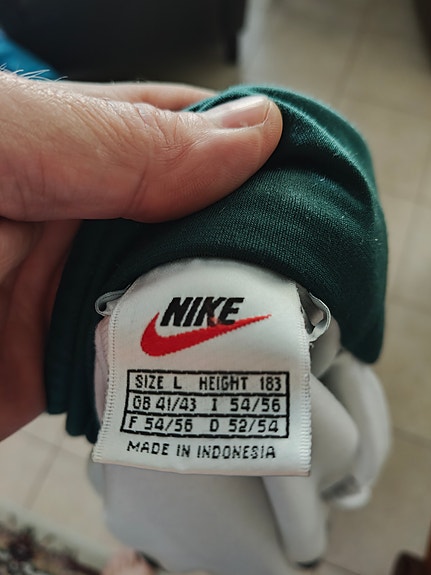 NIKE
SIZE L HEIGHT 183
GB 41/43 I 54/56
F 54/56 D 52/54
MADE IN INDONESIA